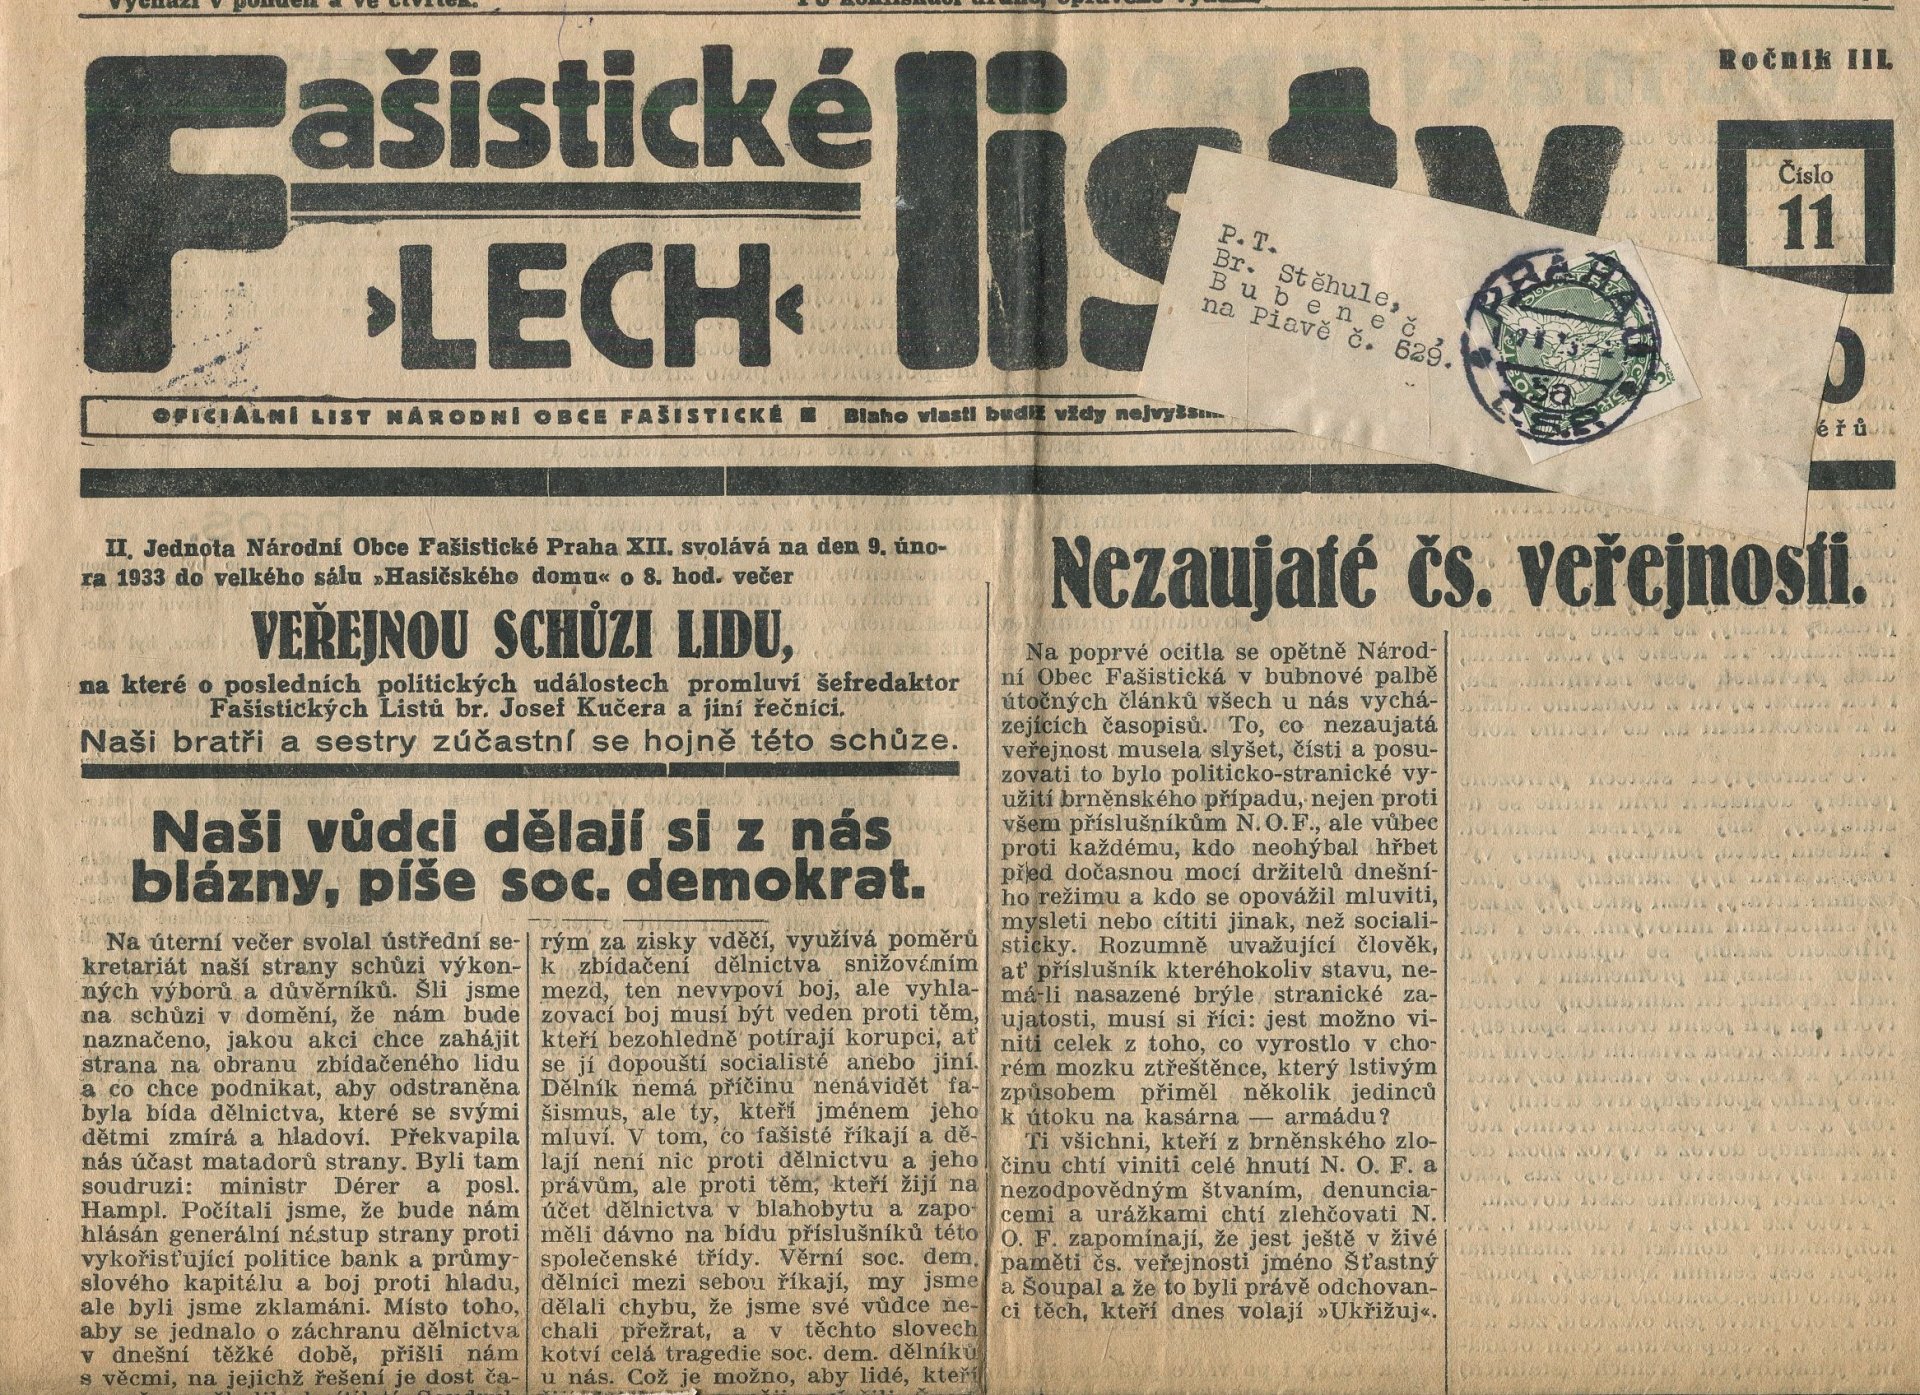 Vychází v pondělí a ve čtvrtek.
Po konfiskaci druhé, opravené vydání.
Ročník III.
Fašistické
listy
»LECH«
Číslo
11
P.T.
Br. Stěhule,
Bubeneč,
na Piavě č. 629.
PRAHA
5a
ČSR
éřů
OFICIÁLNÍ LIST NÁRODNÍ OBCE FAŠISTICKÉ ■ Blaho vlasti budiž vždy
II. Jednota Národní Obce Fašistické Praha XII. svolává na den 9. úno-
ra 1933 do velkého sálu »Hasičského domu« o 8. hod. večer
VEŘEJNOU SCHŮZI LIDU,
na které o posledních politických událostech promluví šefredaktor
Fašistických Listů br. Josef Kučera a jiní řečníci.
Naši bratři a sestry zúčastní se hojně této schůze.
Naši vůdci dělají si z nás
blázny, píše soc. demokrat.
Na úterní večer svolal ústřední se-
kretariát naší strany schůzi výkon-
ných výborů a důvěrníků. Šli jsme
na schůzi v domění, že nám bude
naznačeno, jakou akci chce zahájit
strana na obranu zbídačeného lidu
a co chce podnikat, aby odstraněna
byla bída dělnictva, které se svými
dětmi zmírá a hladoví. Překvapila
nás účast matadorů strany. Byli tam
soudruzi: ministr Dérer a posl.
Hampl. Počítali jsme, že bude nám
hlásán generální nástup strany proti
vykořisťující politice bank a průmy-
slového kapitálu a boj proti hladu,
ale byli jsme zklamáni. Místo toho,
aby se jednalo o záchranu dělnictva
v dnešní těžké době, přišli nám
s věcmi, na jejichž řešení je dost ča-
rým za zisky vděčí, využívá poměrů
k zbídačení dělnictva snižováním
mezd, ten nevypoví boj, ale vyhla-
zovací boj musí být veden proti těm,
kteří bezohledně potírají korupci, ať
se jí dopouští socialisté anebo jiní.
Dělník nemá příčinu nenávidět fa-
šismus, ale ty, kteří jménem jeho
mluví. V tom, co fašisté říkají a dě-
lají není nic proti dělnictvu a jeho
právům, ale proti těm, kteří žijí na
účet dělnictva v blahobytu a zapo-
měli dávno na bídu příslušníků této
společenské třídy. Věrní soc. dem.
dělníci mezi sebou říkají, my jsme
dělali chybu, že jsme své vůdce ne-
chali přežrat, a v těchto slovech
kotví celá tragedie soc. dem. dělníků
u nás. Což je možno, aby lidé, kteří
Nezaujaté čs. veřejnosti.
Na poprvé ocitla se opětně Národ-
ní Obec Fašistická v bubnové palbě
útočných článků všech u nás vychá-
zejících časopisů. To, co nezaujatá
veřejnost musela slyšet, čísti a posu-
zovati to bylo politicko-stranické vy-
užití brněnského případu, nejen proti
všem příslušníkům N.O.F., ale vůbec
proti každému, kdo neohýbal hřbet
před dočasnou mocí držitelů dnešní-
ho režimu a kdo se opovážil mluviti,
mysleti nebo cítiti jinak, než sociali-
sticky. Rozumně uvažující člověk,
ať příslušník kteréhokoliv stavu, ne-
má-li nasazené brýle stranické za-
ujatosti, musí si říci: jest možno vi-
niti celek z toho, co vyrostlo v cho-
rém mozku ztřeštěnce, který lstivým
způsobem přiměl několik jedinců
k útoku na kasárna — armádu?
Ti všichni, kteří z brněnského zlo-
činu chtí viniti celé hnutí N. O. F. a
nezodpovědným štvaním, denuncia-
cemi a urážkami chtí zlehčovati N.
O. F. zapomínají, že jest ještě v živé
paměti čs. veřejnosti jméno Šťastný
a Šoupal a že to byli právě odchovan-
ci těch, kteří dnes volají »Ukřižuj«.